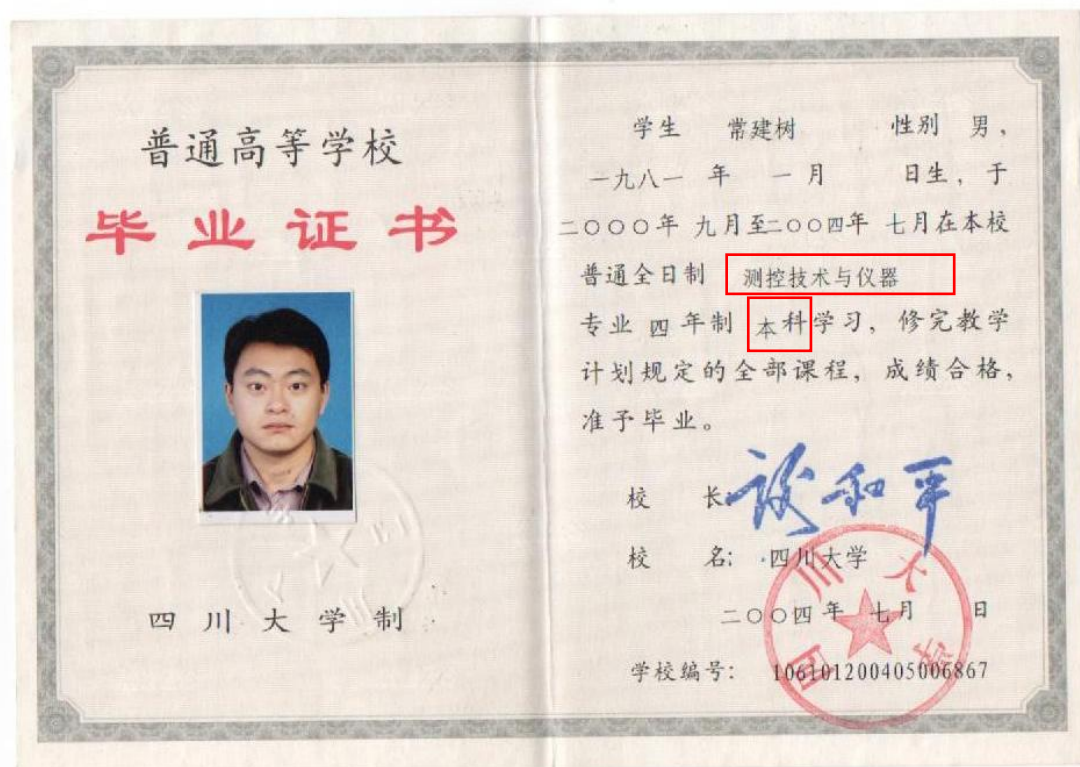 普通高等学校
毕业证书
四川大学制
学生 常建树 性别 男，
一九八一 年 一 月 日生，于
二〇〇〇年 九月至二〇〇四年 七月在本校
普通全日制 测控技术与仪器
专业 四 年制 本科学习，修完教学
计划规定的全部课程，成绩合格，
准予毕业。
校 长
校 名: 四川大学
二〇〇四 年 七月 日
学校编号: 106101200405006867
四川大学